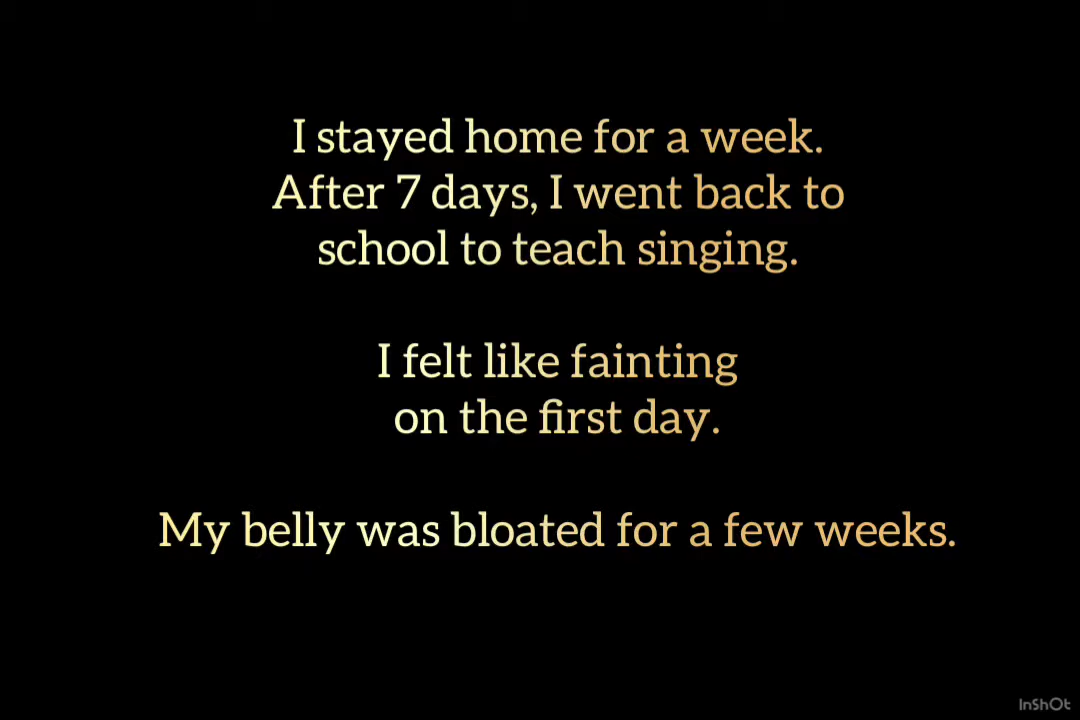 I stayed home for a week.
After 7 days, I went back to
school to teach singing.
I felt like fainting
on the first day.
My belly was bloated for a few weeks.
InShOt